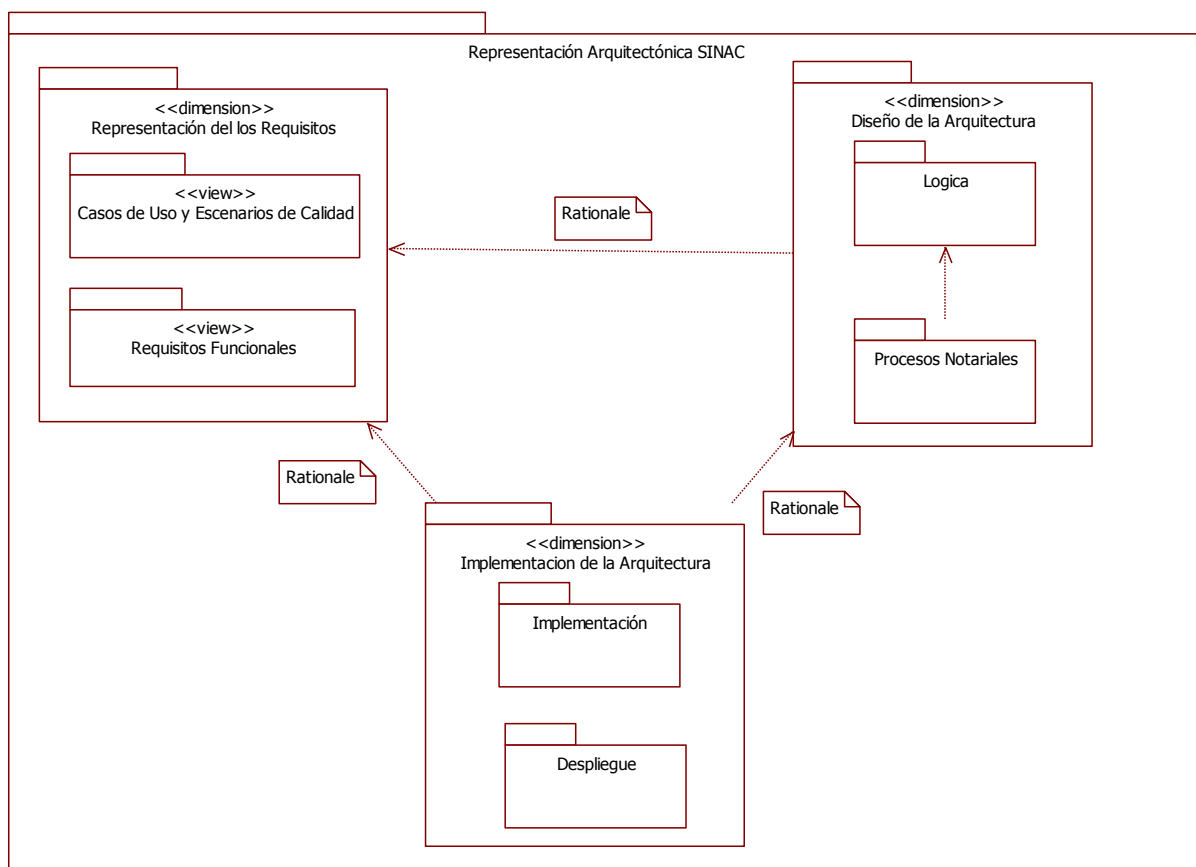 Representación Arquitectónica SINAC
<<dimension>>
Representación del los Requisitos
<<view>>
Casos de Uso y Escenarios de Calidad
<<view>>
Requisitos Funcionales
Rationale
<<dimension>>
Diseño de la Arquitectura
Logica
Procesos Notariales
Rationale
Rationale
<<dimension>>
Implementacion de la Arquitectura
Implementación
Despliegue